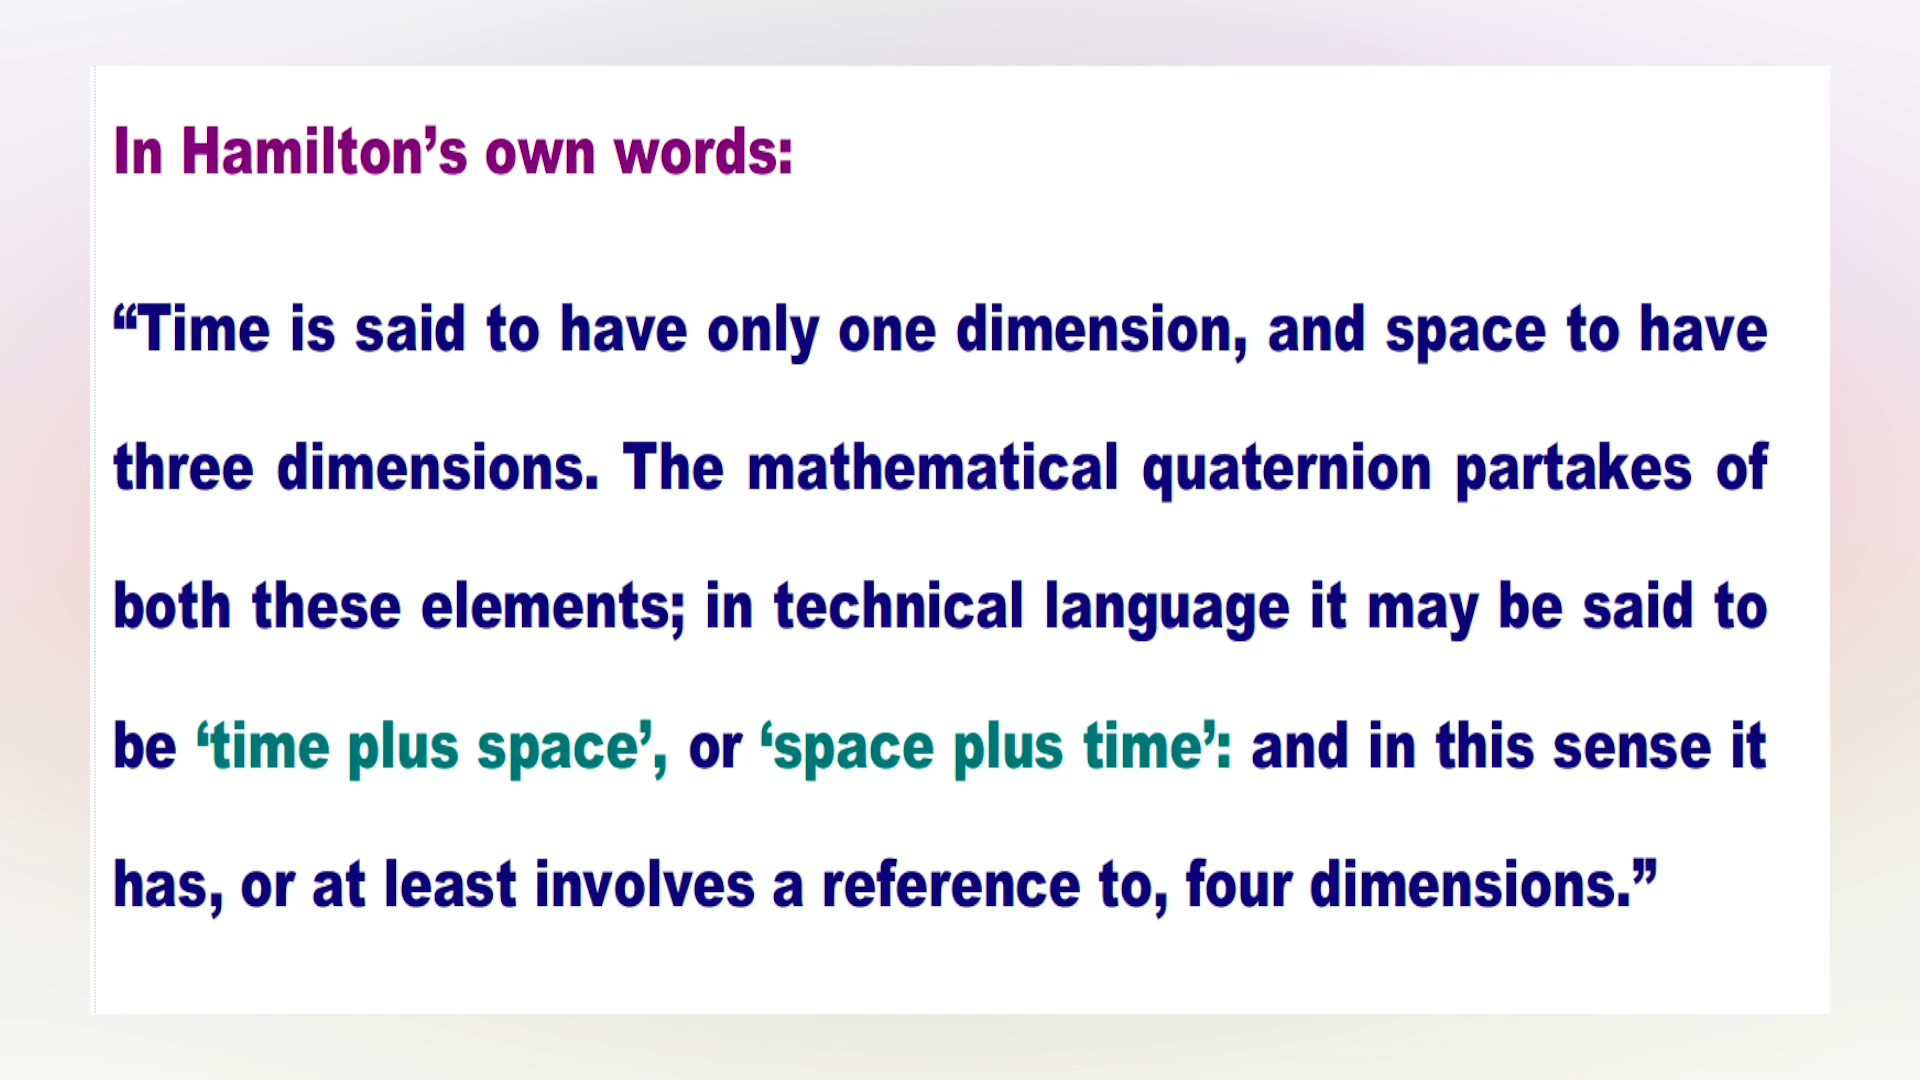 In Hamilton’s own words:
“Time is said to have only one dimension, and space to have
three dimensions. The mathematical quaternion partakes of
both these elements; in technical language it may be said to
be ‘time plus space’, or ‘space plus time’: and in this sense it
has, or at least involves a reference to, four dimensions.”